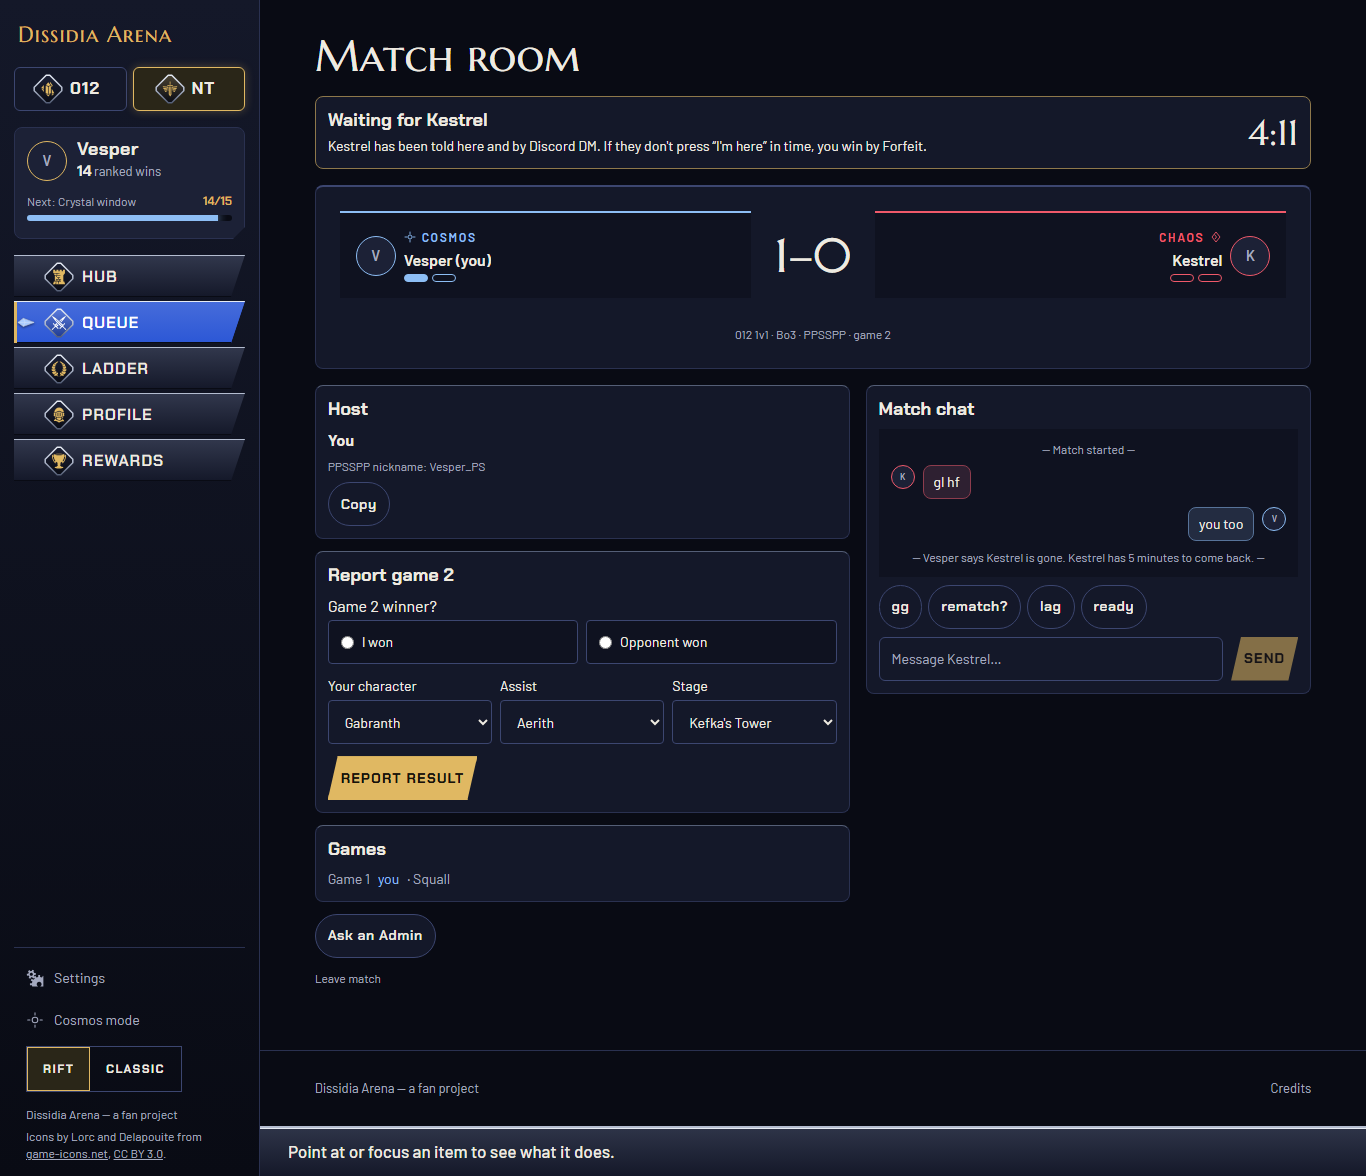 Dissidia Arena
012
NT
V
Vesper
14 ranked wins
Next: Crystal window
14/15
HUB
QUEUE
LADDER
PROFILE
REWARDS
Settings
Cosmos mode
RIFT
CLASSIC
Dissidia Arena — a fan project
Icons by Lorc and Delapouite from
game-icons.net, CC BY 3.0.
Match room
Waiting for Kestrel
Kestrel has been told here and by Discord DM. If they don't press “I'm here” in time, you win by Forfeit.
4:11
V
COSMOS
Vesper (you)
1–0
CHAOS
Kestrel
K
012 1v1 · Bo3 · PPSSPP · game 2
Host
You
PPSSPP nickname: Vesper_PS
Copy
Report game 2
Game 2 winner?
I won
Opponent won
Your character
Assist
Stage
Gabranth
Aerith
Kefka's Tower
REPORT RESULT
Games
Game 1 you · Squall
Ask an Admin
Leave match
Match chat
— Match started —
K
gl hf
you too
V
— Vesper says Kestrel is gone. Kestrel has 5 minutes to come back. —
gg
rematch?
lag
ready
Message Kestrel...
SEND
Dissidia Arena — a fan project
Credits
Point at or focus an item to see what it does.